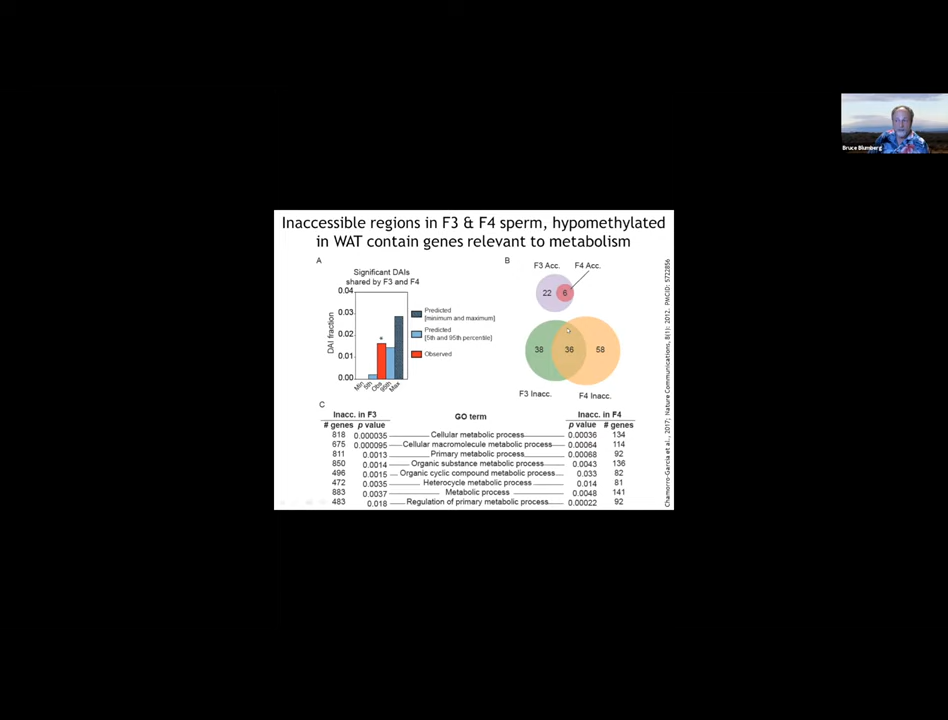 Inaccessible regions in F3 & F4 sperm, hypomethylated
in WAT contain genes relevant to metabolism
A
Significant DAIs
shared by F3 and F4
DAI fraction
0.04
0.03
0.02
0.01
0.00
*
Min
5th
Obs
95th
Max
Predicted
[minimum and maximum]
Predicted
[5th and 95th percentile]
Observed
B
F3 Acc.
F4 Acc.
22
6
38
36
58
F3 Inacc.
F4 Inacc.
C
Inacc. in F3
GO term
Inacc. in F4
# genes p value
p value # genes
818 0.000035 Cellular metabolic process 0.00036 134
675 0.000095 Cellular macromolecule metabolic process 0.00064 114
811 0.0013 Primary metabolic process 0.00068 92
850 0.0014 Organic substance metabolic process 0.0043 136
496 0.0015 Organic cyclic compound metabolic process 0.033 82
472 0.0035 Heterocycle metabolic process 0.014 81
883 0.0037 Metabolic process 0.0048 141
483 0.018 Regulation of primary metabolic process 0.00022 92
Chamorro-Garcia et al., 2017; Nature Communications, 8(1): 2012. PMCID: 5722856
Bruce Blumberg